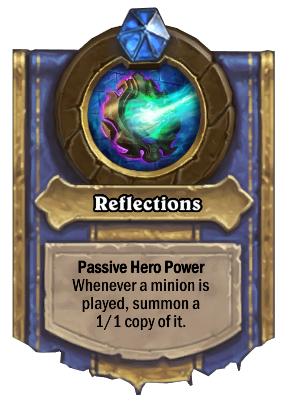 Reflections
Passive Hero Power
Whenever a minion is
played, summon a
1/1 copy of it.